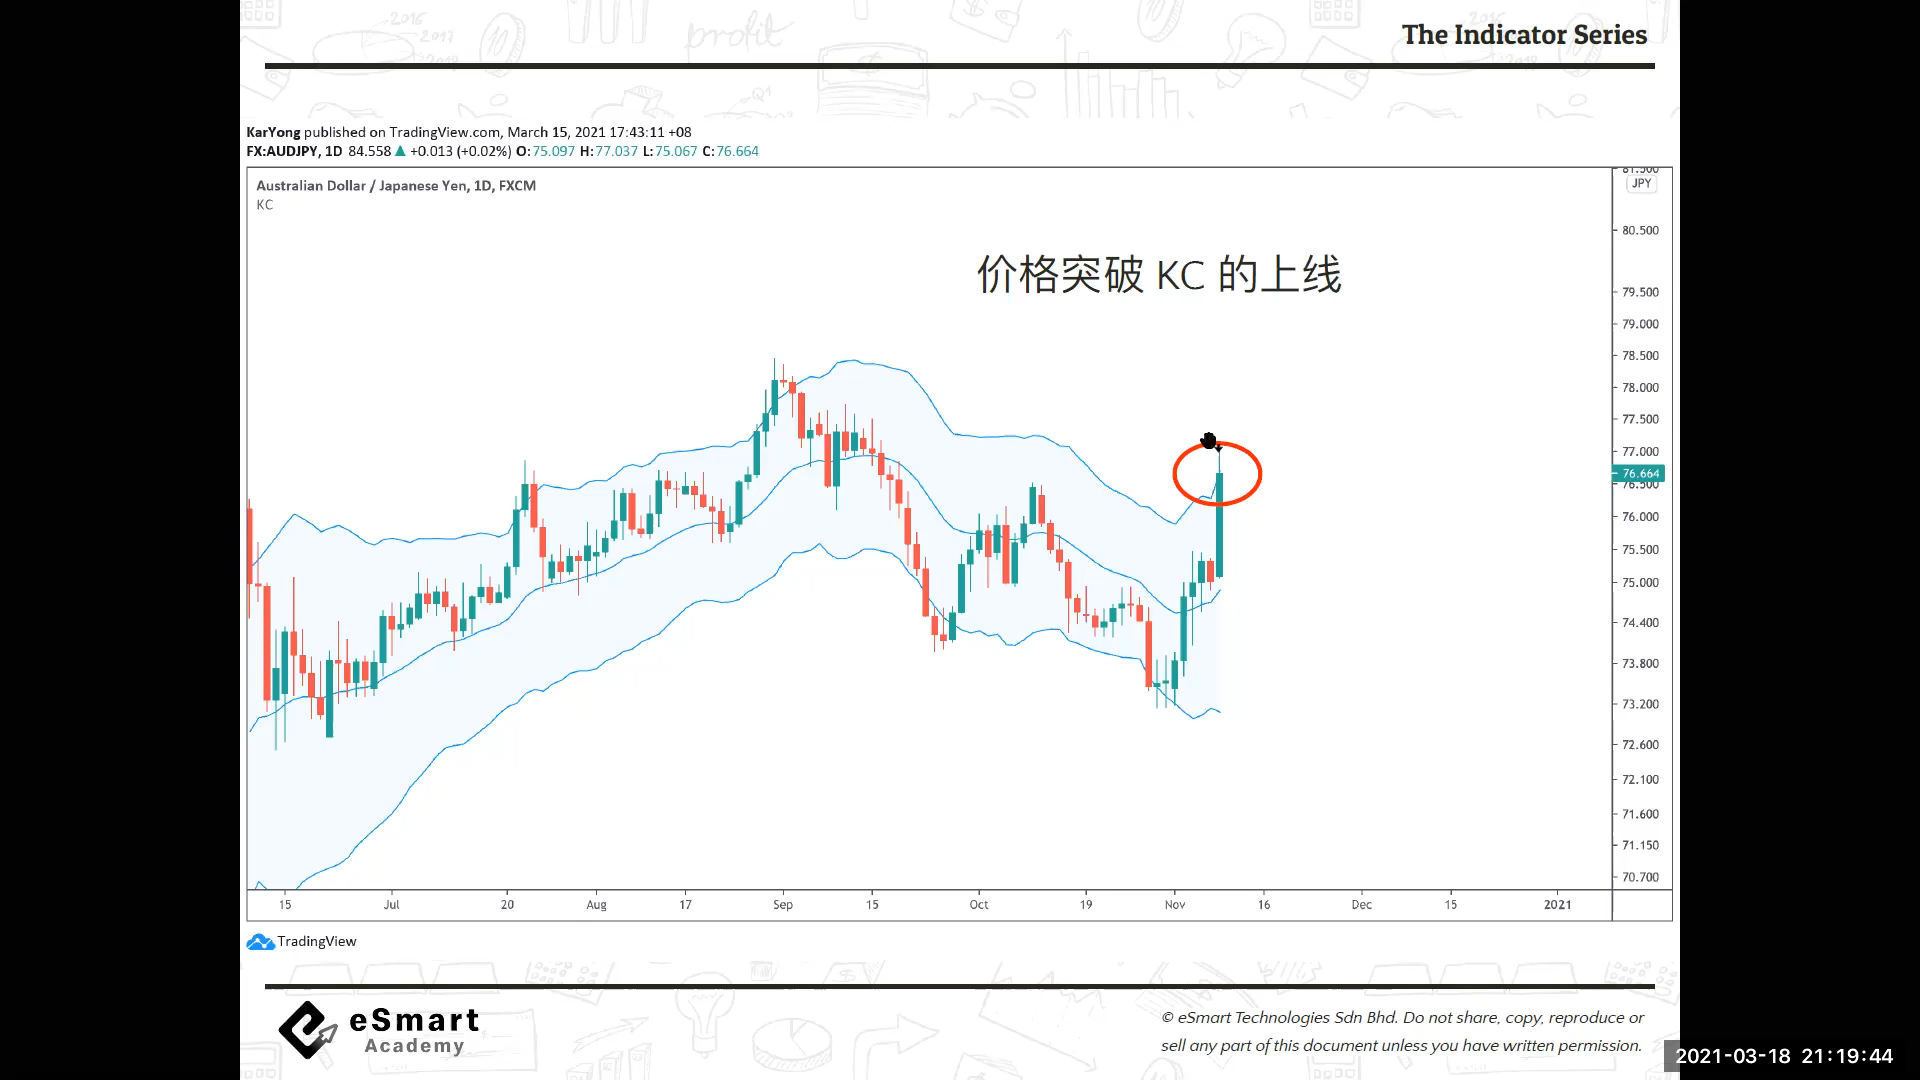 The Indicator Series
KarYong published on TradingView.com, March 15, 2021 17:43:11 +08
FX:AUDJPY, 1D 84.558 ▲ +0.013 (+0.02%) O:75.097 H:77.037 L:75.067 C:76.664
Australian Dollar / Japanese Yen, 1D, FXCM
KC
价格突破 KC 的上线
81.500
JPY
80.500
79.500
79.000
78.500
78.000
77.500
77.000
76.664
76.500
76.000
75.500
75.000
74.400
73.800
73.200
72.600
72.100
71.600
71.150
70.700
15 Jul 20 Aug 17 Sep 15 Oct 19 Nov 16 Dec 15 2021
TradingView
eSmart
Academy
© eSmart Technologies Sdn Bhd. Do not share, copy, reproduce or
sell any part of this document unless you have written permission.
2021-03-18 21:19:44